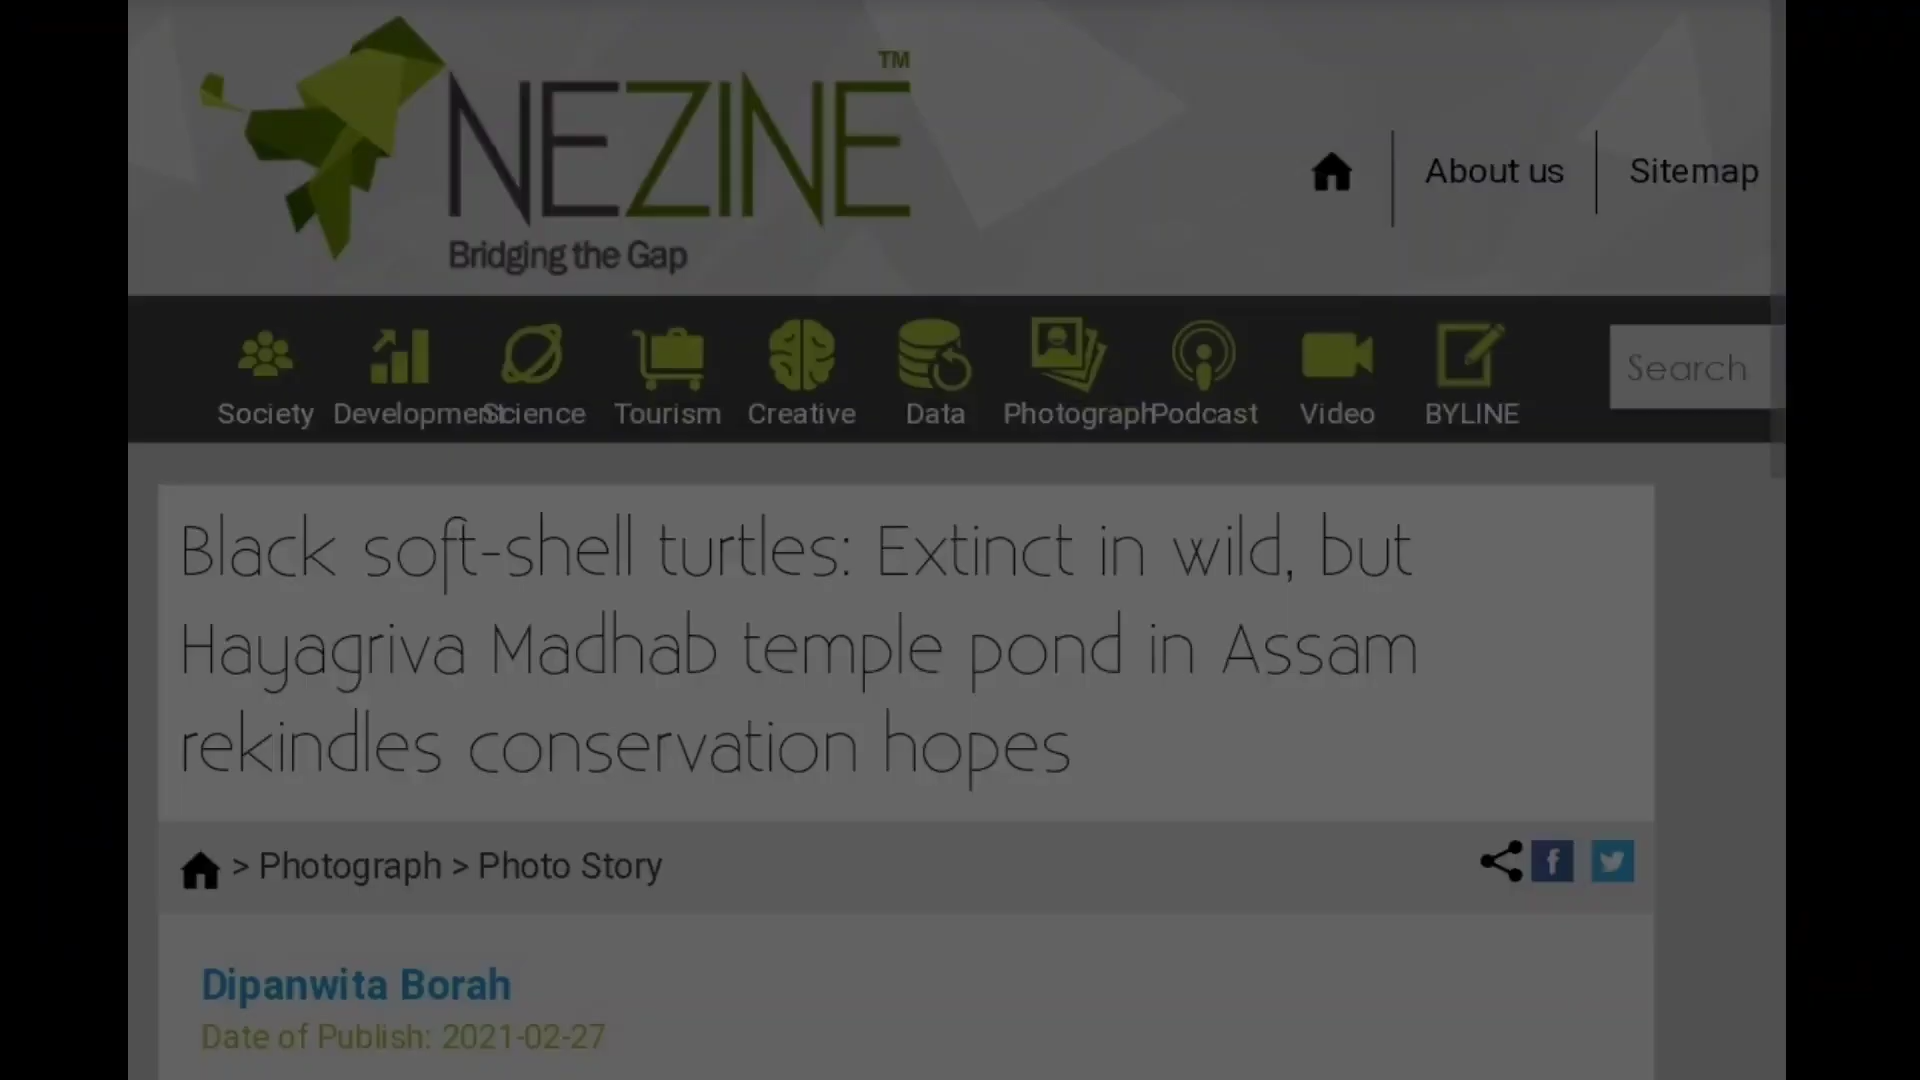 NEZINE TM
Bridging the Gap
About us
Sitemap
Society Development Science Tourism Creative Data Photograph Podcast Video BYLINE Search
Black soft-shell turtles: Extinct in wild, but
Hayagriva Madhab temple pond in Assam
rekindles conservation hopes
> Photograph > Photo Story
Dipanwita Borah
Date of Publish: 2021-02-27